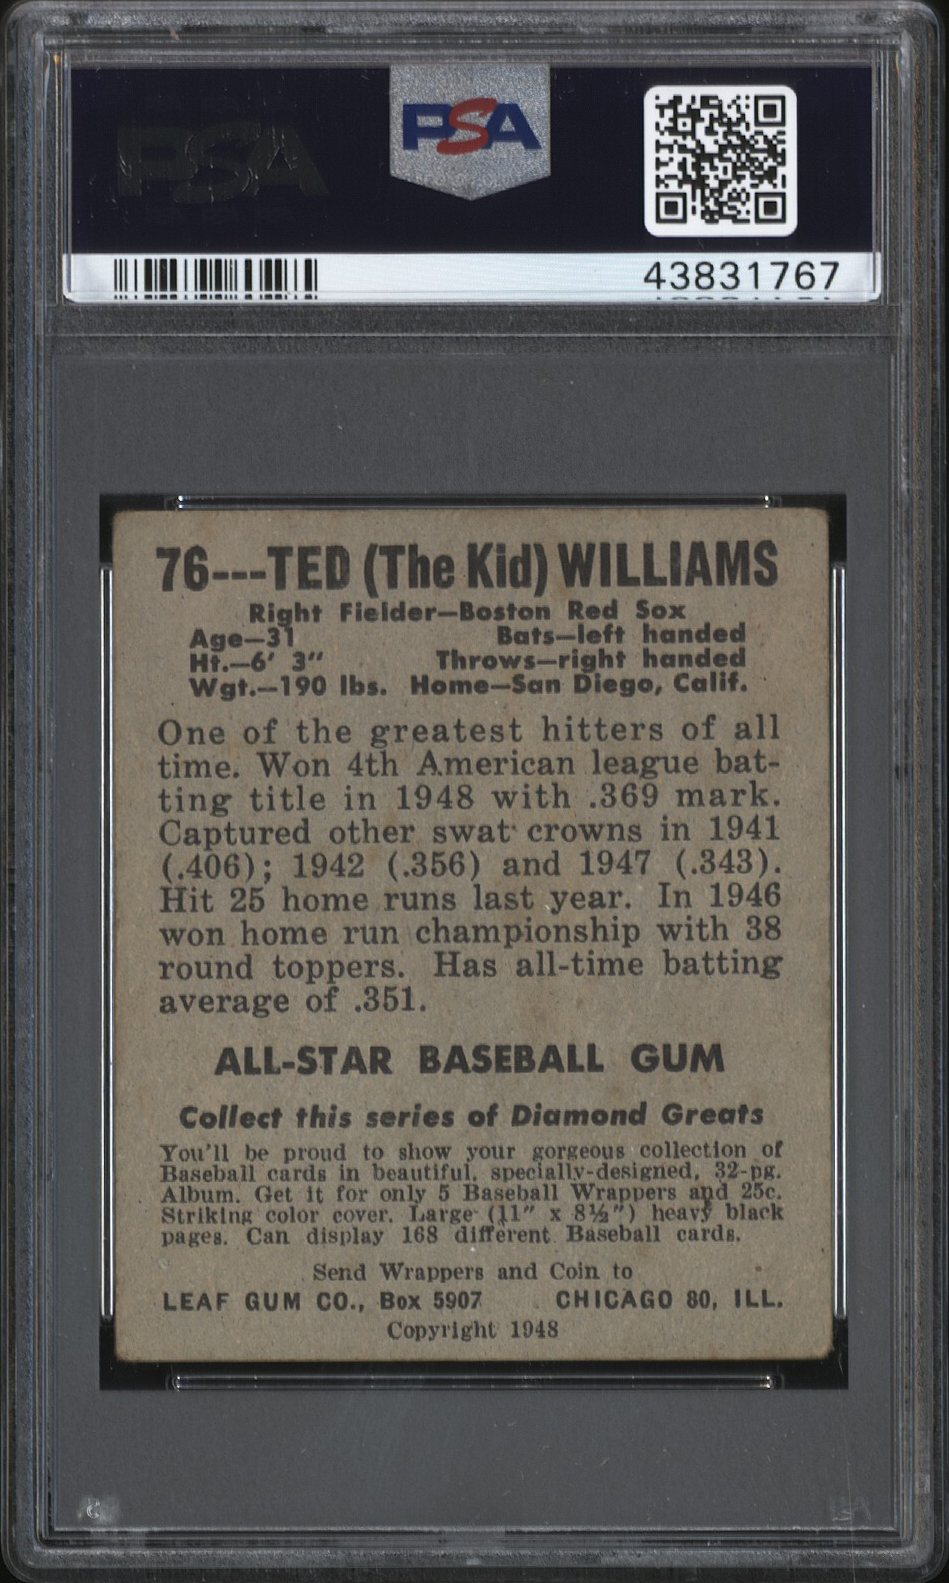 PSA
PSA
43831767
76---TED (The Kid) WILLIAMS
Right Fielder—Boston Red Sox
Age—31 Bats—left handed
Ht.—6' 3" Throws—right handed
Wgt.—190 lbs. Home—San Diego, Calif.
One of the greatest hitters of all
time. Won 4th American league bat-
ting title in 1948 with .369 mark.
Captured other swat crowns in 1941
(.406); 1942 (.356) and 1947 (.343).
Hit 25 home runs last year. In 1946
won home run championship with 38
round toppers. Has all-time batting
average of .351.
ALL-STAR BASEBALL GUM
Collect this series of Diamond Greats
You'll be proud to show your gorgeous collection of
Baseball cards in beautiful, specially-designed, 32-pg.
Album. Get it for only 5 Baseball Wrappers and 25c.
Striking color cover. Large (11" x 8½") heavy black
pages. Can display 168 different Baseball cards.
Send Wrappers and Coin to
LEAF GUM CO., Box 5907 CHICAGO 80, ILL.
Copyright 1948